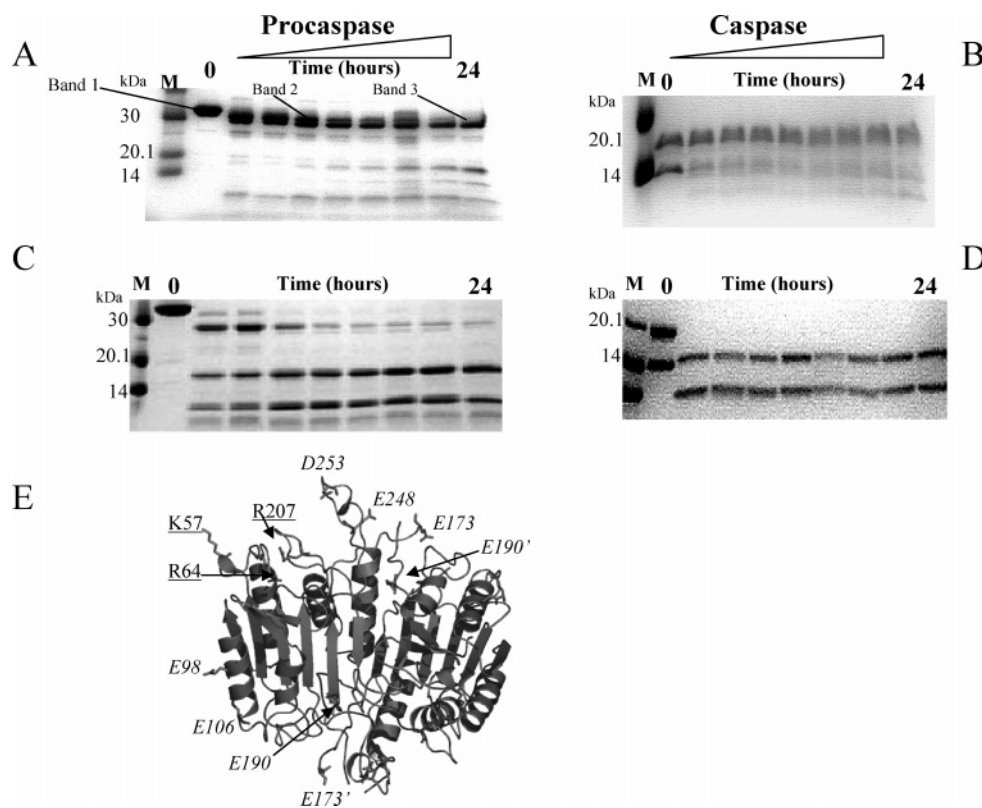 Procaspase
Caspase
A
B
0
Time (hours)
24
M
kDa
Band 1
Band 2
Band 3
30
20.1
14
M
0
Time (hours)
24
kDa
20.1
14
C
D
M
0
Time (hours)
24
kDa
30
20.1
14
M
0
Time (hours)
24
kDa
20.1
14
E
D253
E248
E173
R207
K57
E190'
R64
E98
E106
E190
E173'